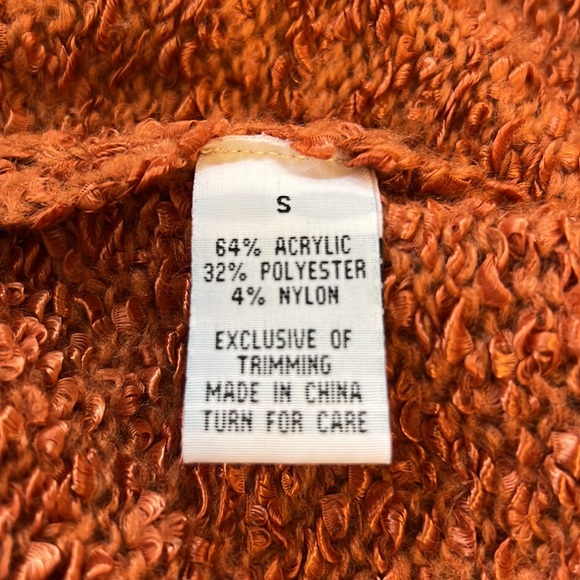 S
64% ACRYLIC
32% POLYESTER
4% NYLON
EXCLUSIVE OF
TRIMMING
MADE IN CHINA
TURN FOR CARE